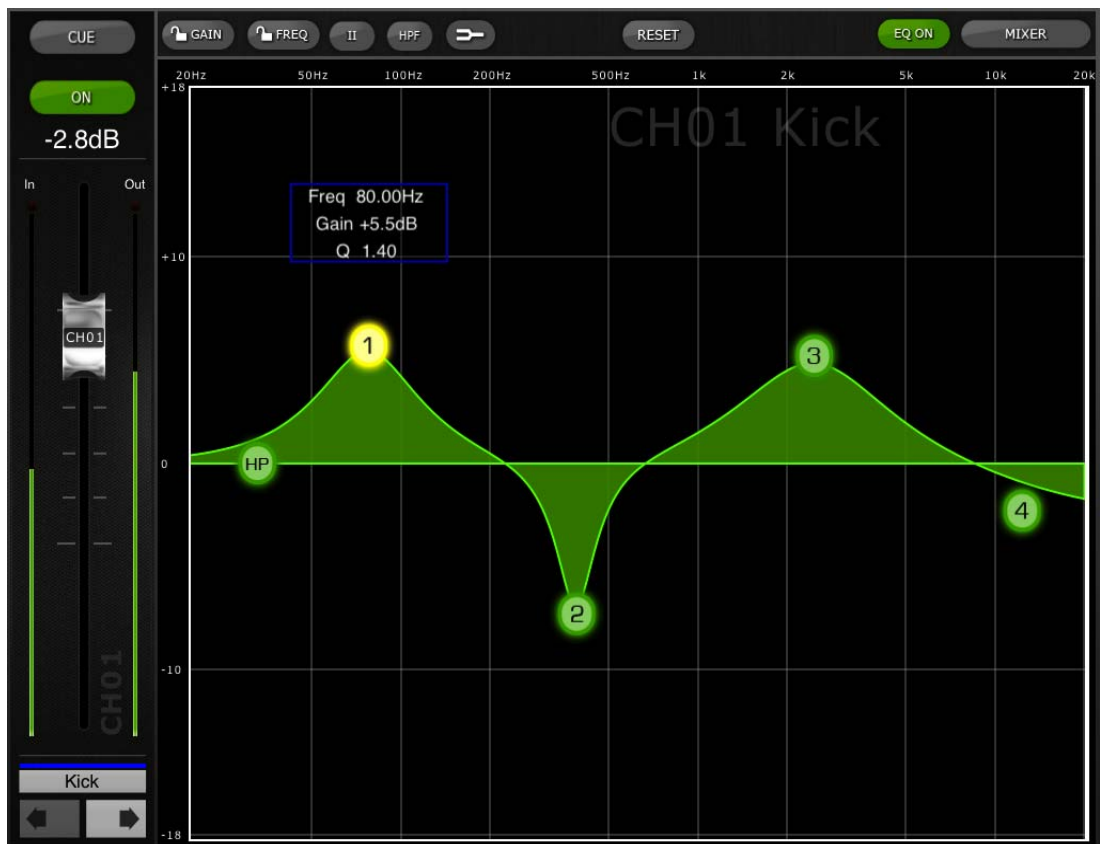 CUE
GAIN
FREQ
II
HPF
RESET
EQ ON
MIXER
ON
-2.8dB
In
Out
CH01
CH01
Kick
20Hz 50Hz 100Hz 200Hz 500Hz 1k 2k 5k 10k 20k
+18
+10
0
-10
-18
CH01 Kick
Freq 80.00Hz
Gain +5.5dB
Q 1.40
HP
1
2
3
4